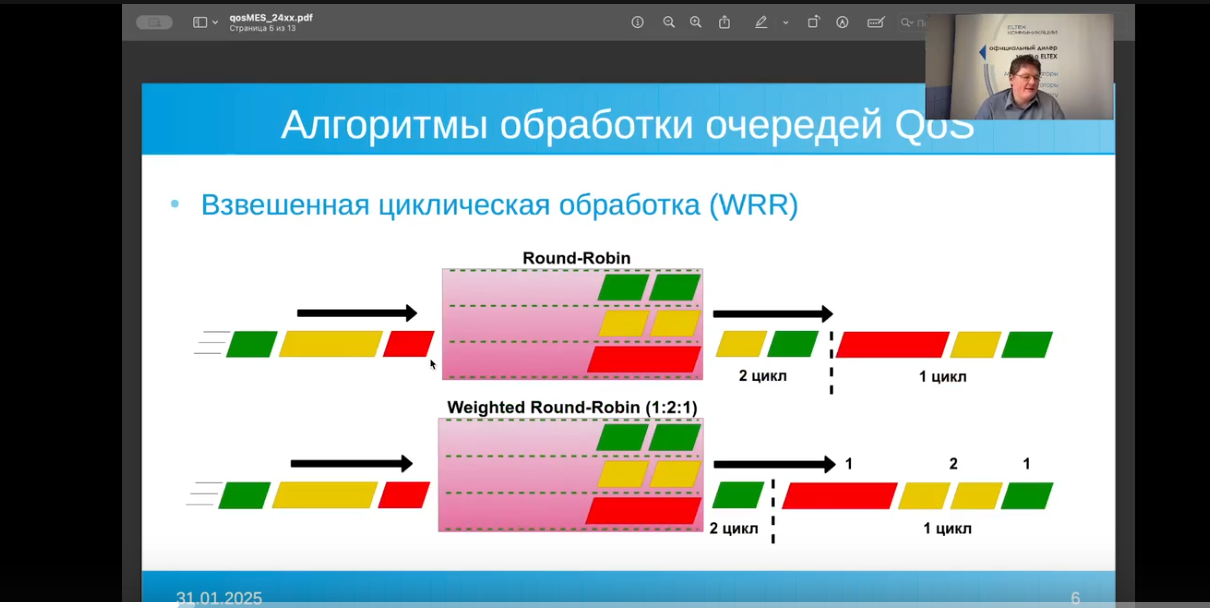 qosMES_24xx.pdf
Страница 6 из 13
ELTEX
КОММУНИКАЦИИ
официальный дилер
ELTEX
Алгоритмы обработки очередей QoS
• Взвешенная циклическая обработка (WRR)
Round-Robin
2 цикл
1 цикл
Weighted Round-Robin (1:2:1)
1
2
1
2 цикл
1 цикл
31.01.2025
6